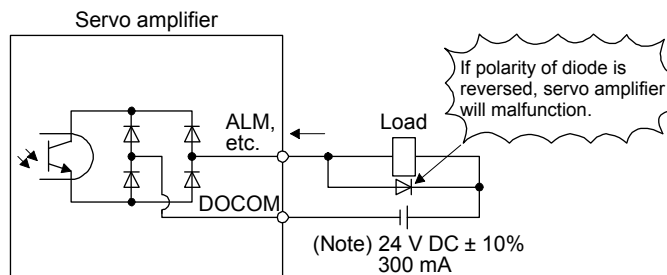 Servo amplifier
If polarity of diode is
reversed, servo amplifier
will malfunction.
ALM,
etc.
Load
DOCOM
(Note) 24 V DC ± 10%
300 mA